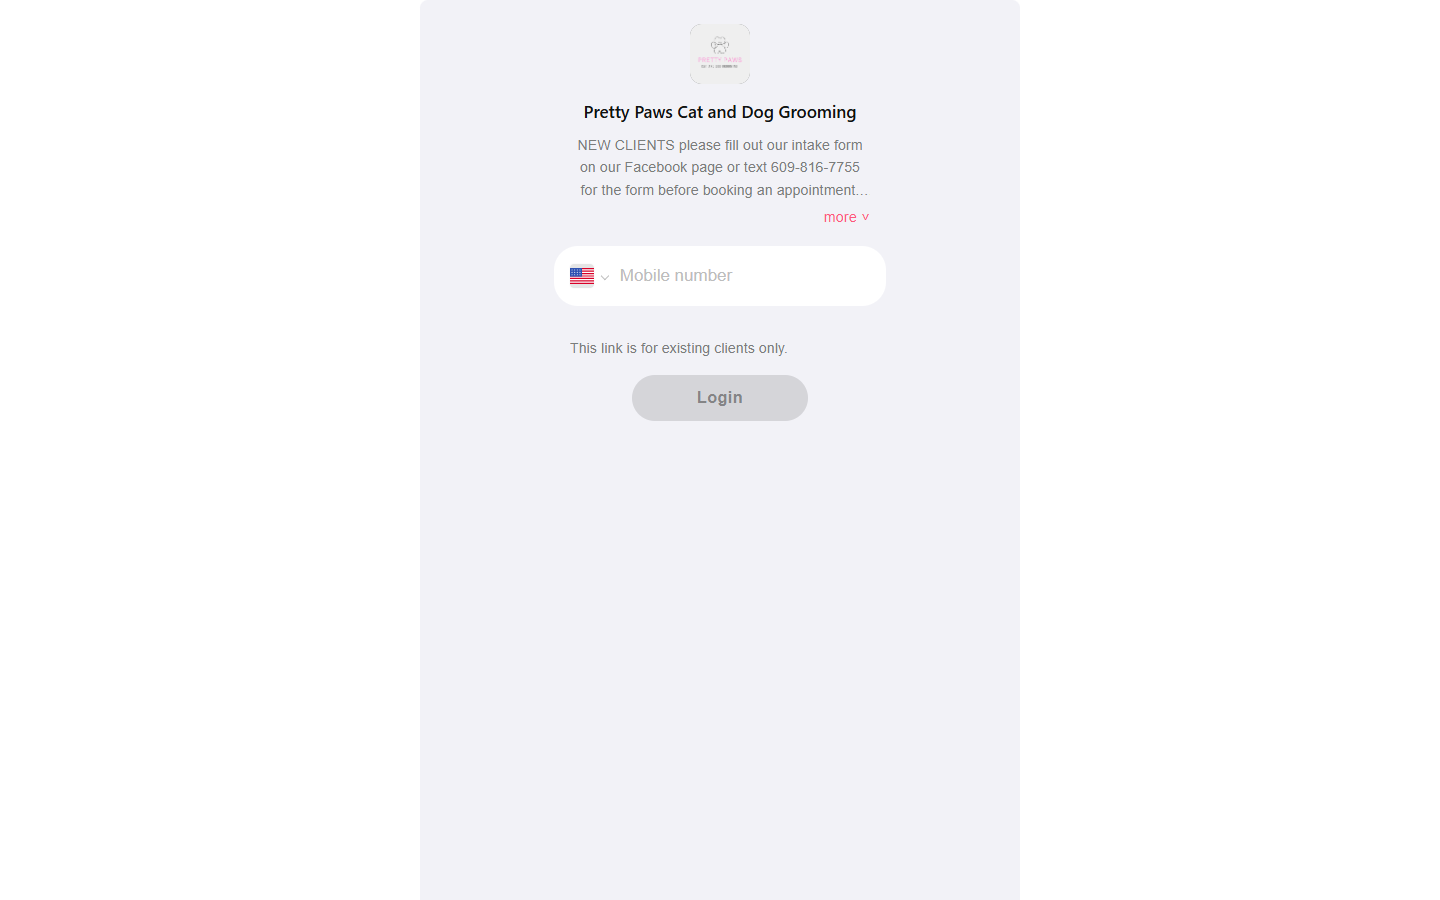 PRETTY PAWS
Pretty Paws Cat and Dog Grooming
NEW CLIENTS please fill out our intake form
on our Facebook page or text 609-816-7755
for the form before booking an appointment...
more
Mobile number
This link is for existing clients only.
Login